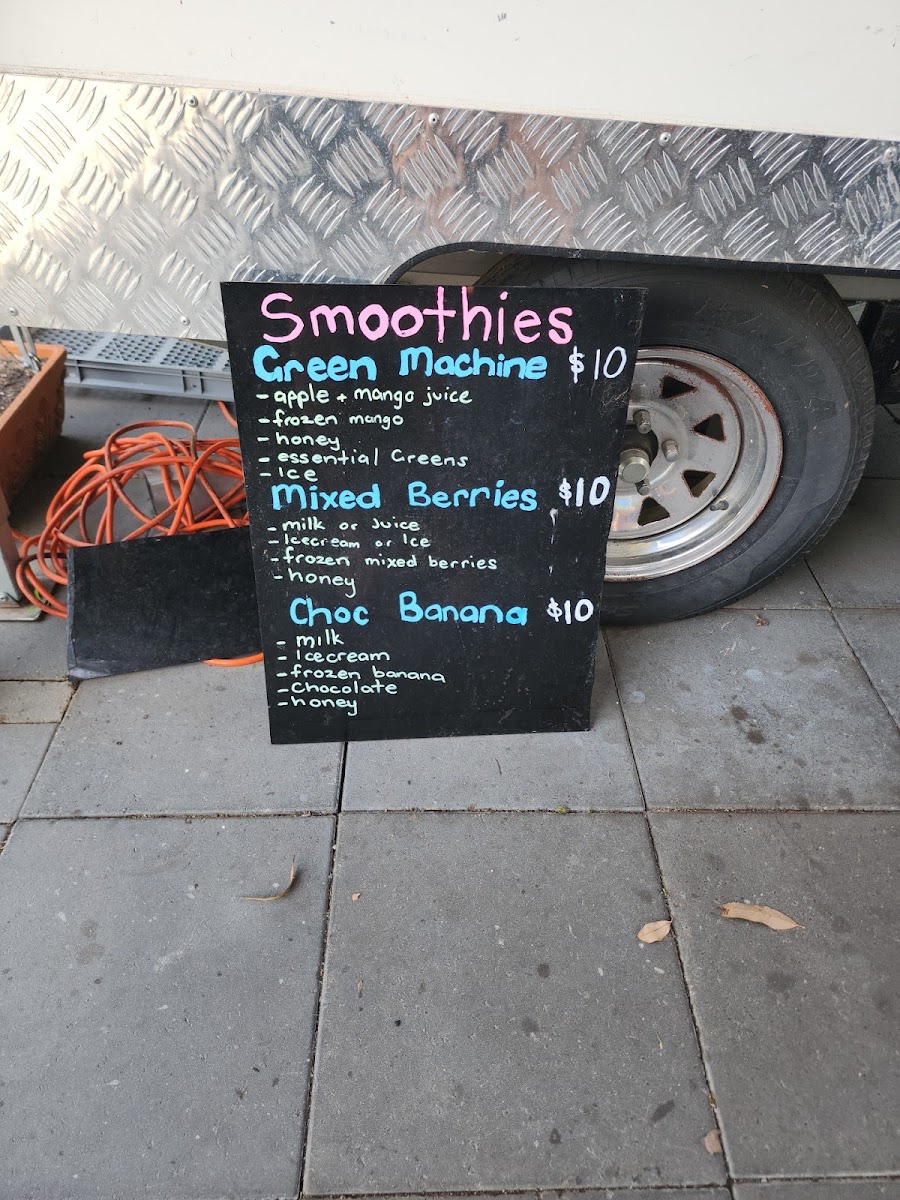 Smoothies
Green Machine $10
- apple + mango juice
- frozen mango
- honey
- essential Greens
- Ice
Mixed Berries $10
- milk or Juice
- Icecream or Ice
- frozen mixed berries
- honey
Choc Banana $10
- milk
- Icecream
- frozen banana
- Chocolate
- honey